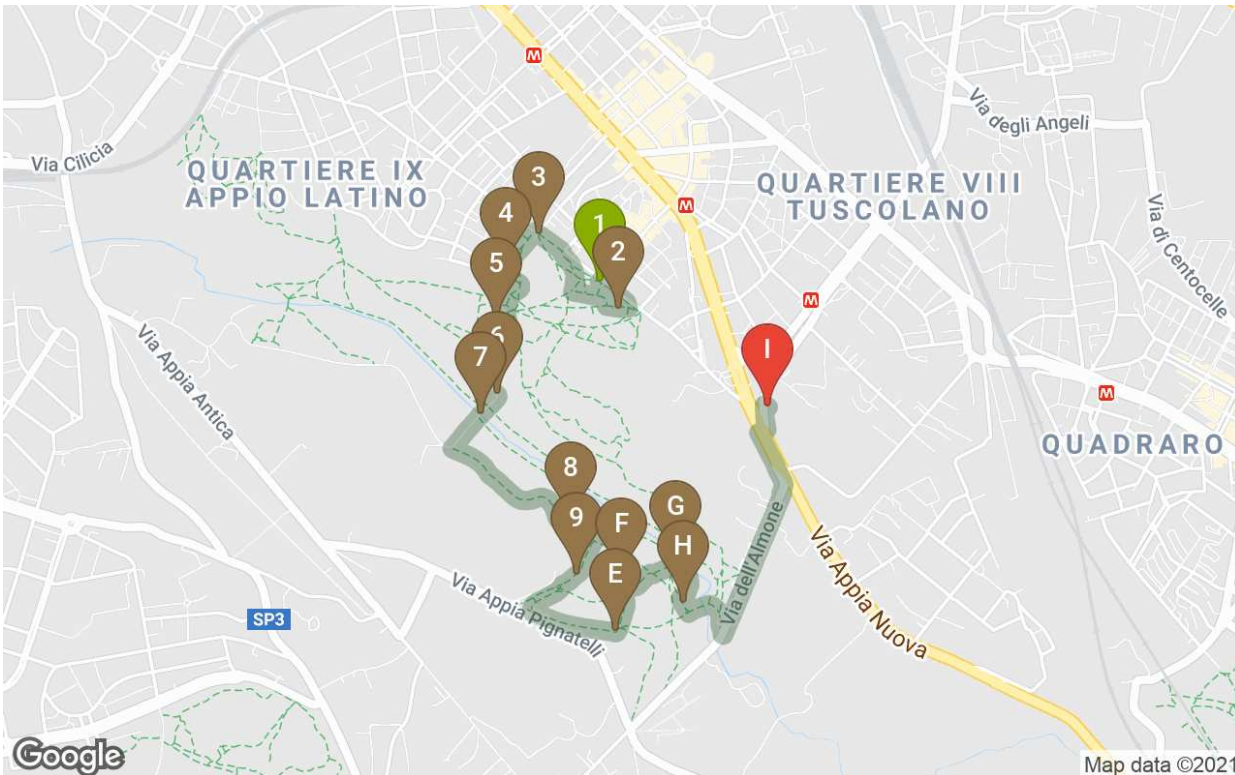 M
Via degli Angeli
Via Cilicia
QUARTIERE IX
APPIO LATINO
3
QUARTIERE VIII
TUSCOLANO
4
M
1
2
Via di Centocelle
5
M
6
7
I
Via Appia Antica
M
QUADRARO
8
G
9
F
H
Via dell'Almone
E
Via Appia Nuova
Via Appia Pignatelli
SP3
Google
Map data ©2021